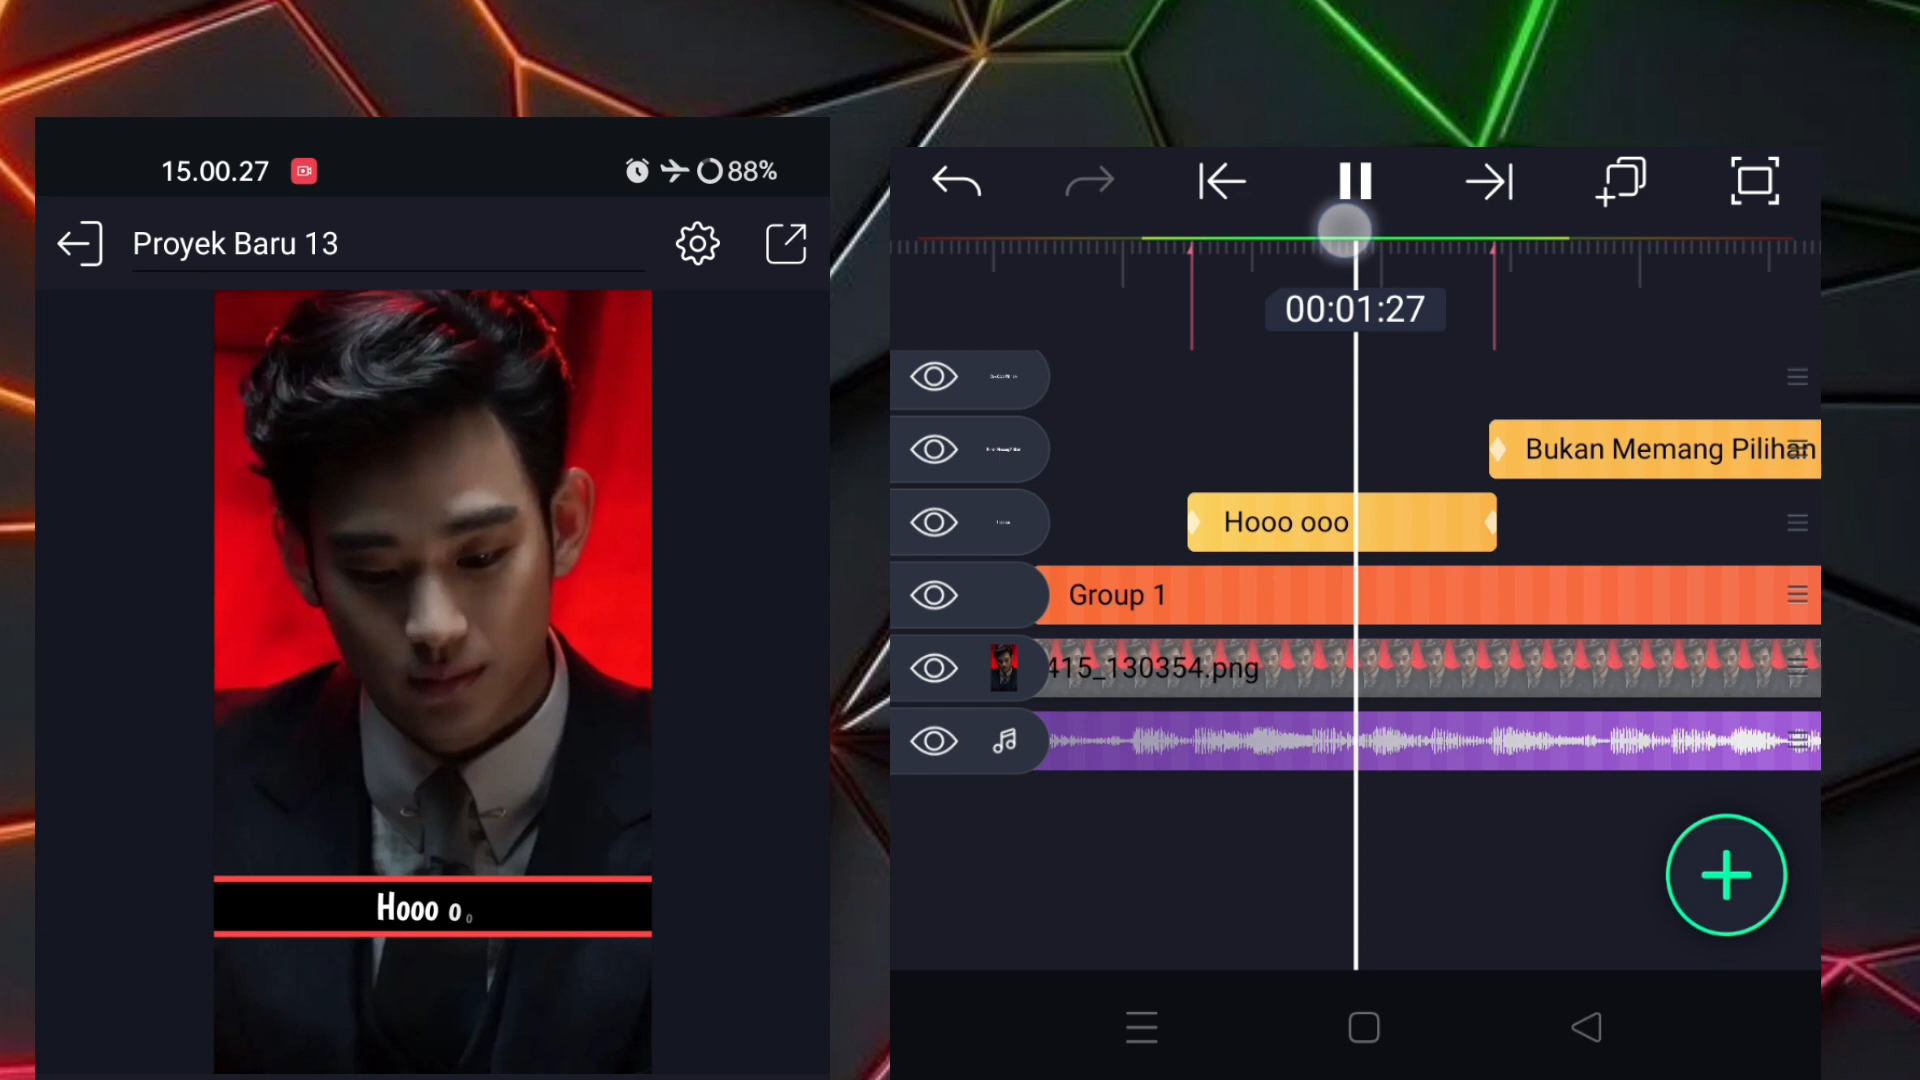 15.00.27
88%
Proyek Baru 13
Hooo o o
00:01:27
Bukan Memang Pilihan
Hooo ooo
Group 1
415_130354.png